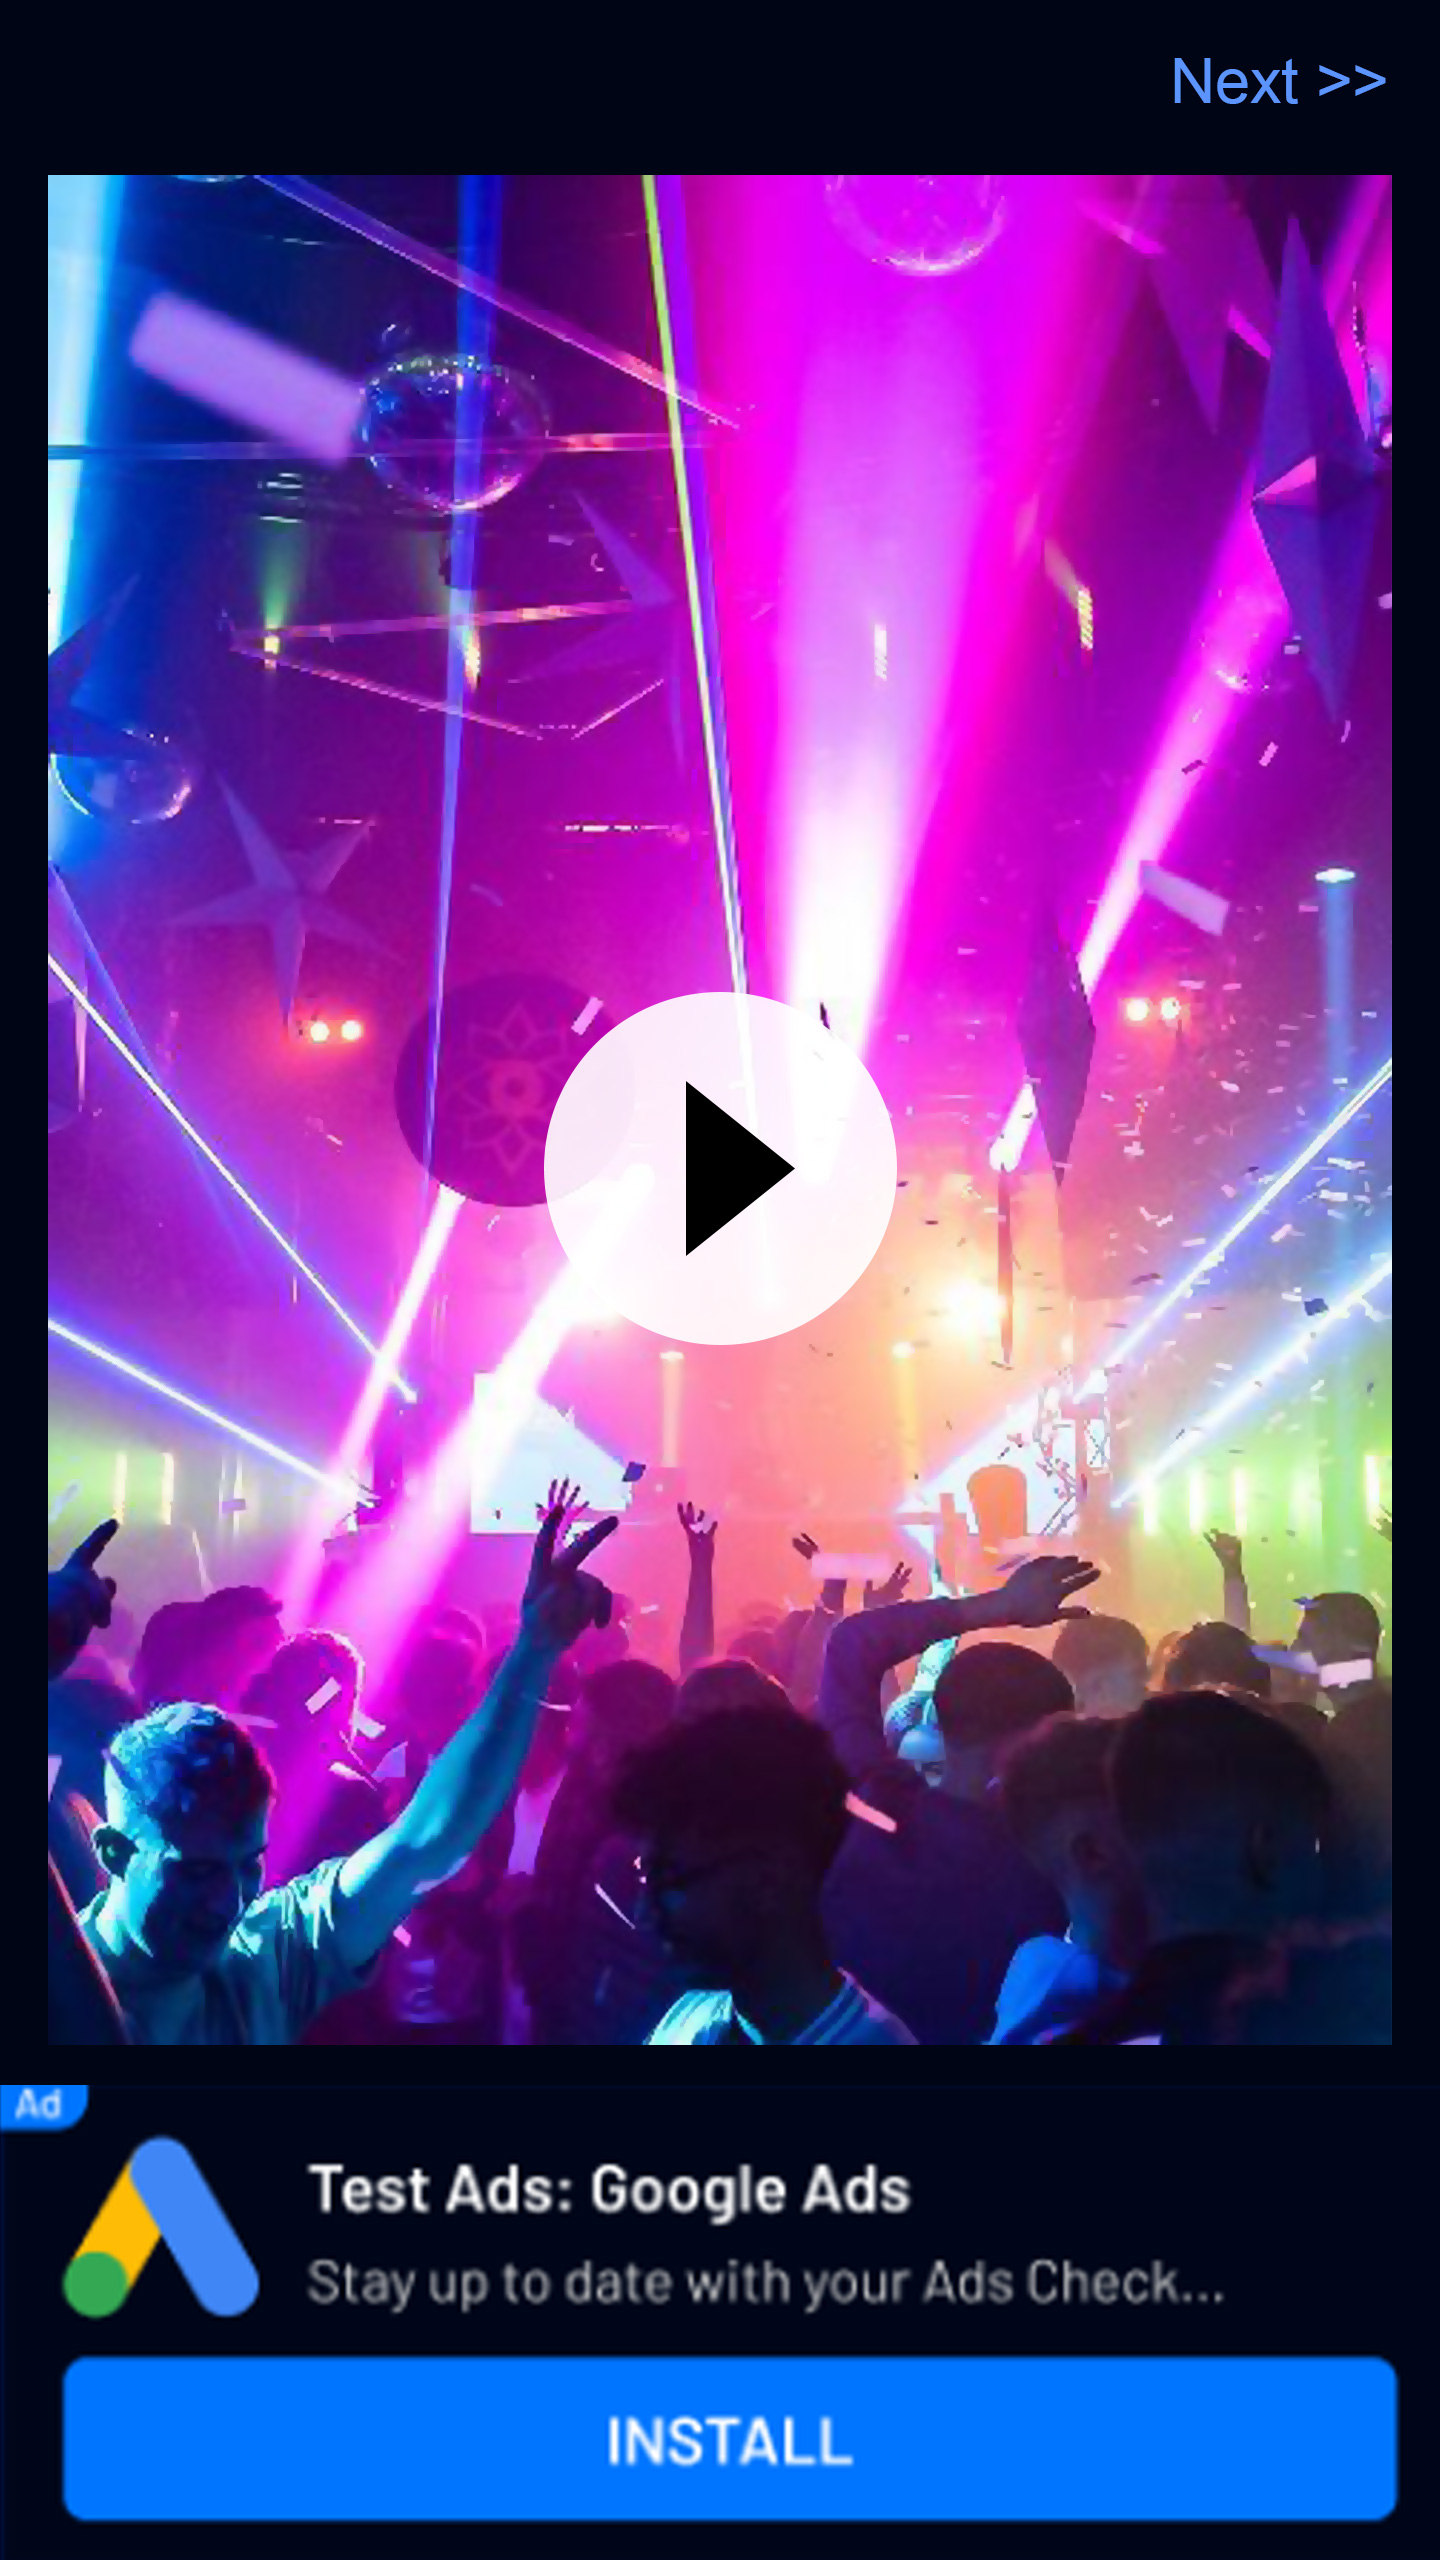 Next >>
Ad
Test Ads: Google Ads
Stay up to date with your Ads Check...
INSTALL